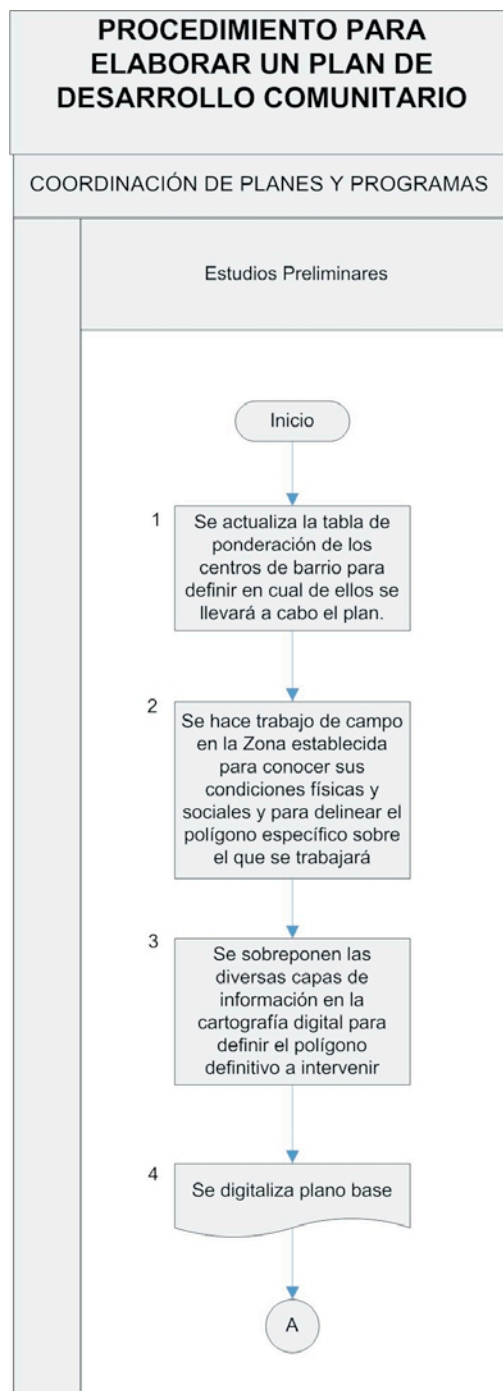 PROCEDIMIENTO PARA
ELABORAR UN PLAN DE
DESARROLLO COMUNITARIO
COORDINACIÓN DE PLANES Y PROGRAMAS
Estudios Preliminares
Inicio
1
Se actualiza la tabla de
ponderación de los
centros de barrio para
definir en cual de ellos se
llevará a cabo el plan.
2
Se hace trabajo de campo
en la Zona establecida
para conocer sus
condiciones físicas y
sociales y para delinear el
polígono específico sobre
el que se trabajará
3
Se sobreponen las
diversas capas de
información en la
cartografía digital para
definir el polígono
definitivo a intervenir
4
Se digitaliza plano base
A